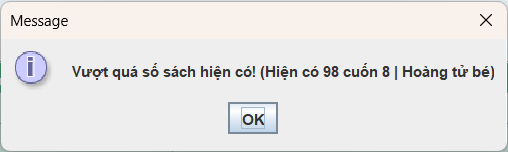 Message
Vượt quá số sách hiện có! (Hiện có 98 cuốn 8 | Hoàng tử bé)
OK